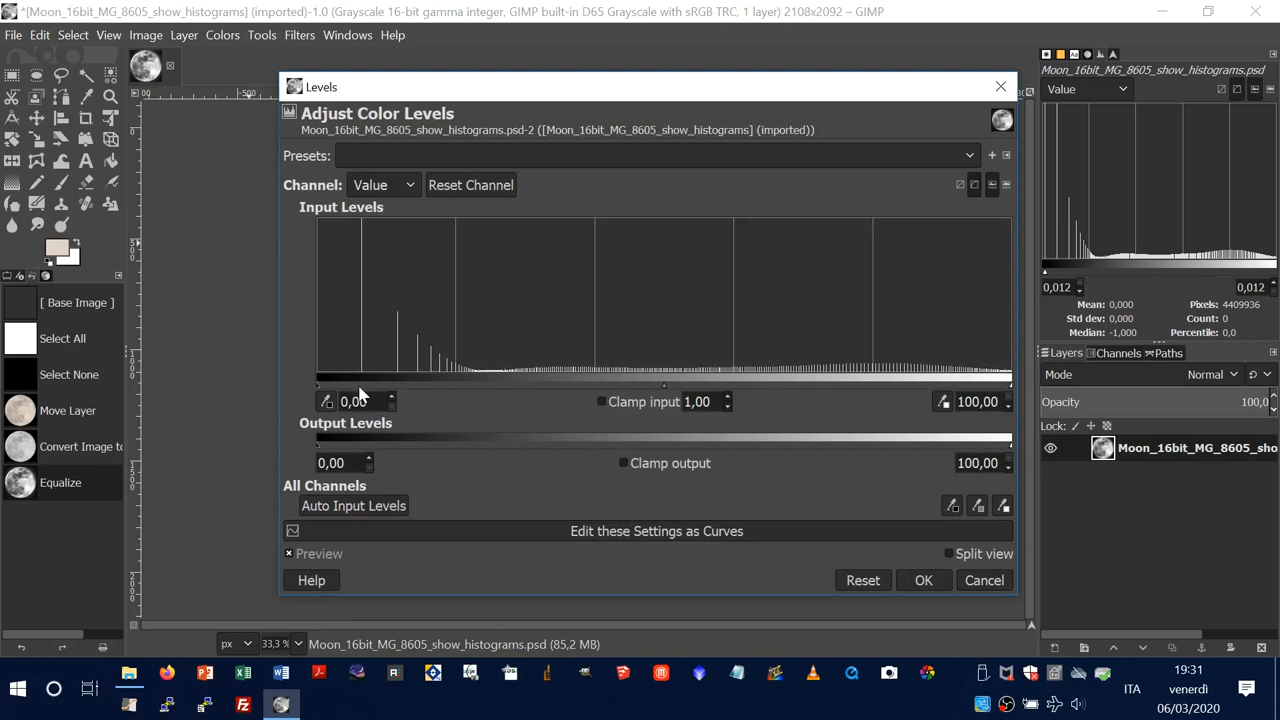 *[Moon_16bit_MG_8605_show_histograms] (imported)-1.0 (Grayscale 16-bit gamma integer, GIMP built-in D65 Grayscale with sRGB TRC, 1 layer) 2108x2092 – GIMP
File Edit Select View Image Layer Colors Tools Filters Windows Help
Levels
Adjust Color Levels
Moon_16bit_MG_8605_show_histograms.psd-2 ([Moon_16bit_MG_8605_show_histograms] (imported))
Presets:
Channel: Value Reset Channel
Input Levels
0,00 Clamp input 1,00 100,00
Output Levels
0,00 Clamp output 100,00
All Channels
Auto Input Levels
Edit these Settings as Curves
Preview Split view
Help Reset OK Cancel
[ Base Image ]
Select All
Select None
Move Layer
Convert Image to
Equalize
-500
Moon_16bit_MG_8605_show_histograms.psd
Value
0,012 0,012
Mean: 0,000 Pixels: 4409936
Std dev: 0,000 Count: 0
Median: -1,000 Percentile: 0,0
Layers Channels Paths
Mode Normal
Opacity 100,0
Lock:
Moon_16bit_MG_8605_sho
px 33,3 % Moon_16bit_MG_8605_show_histograms.psd (85,2 MB)
ITA
19:31
venerdì
06/03/2020